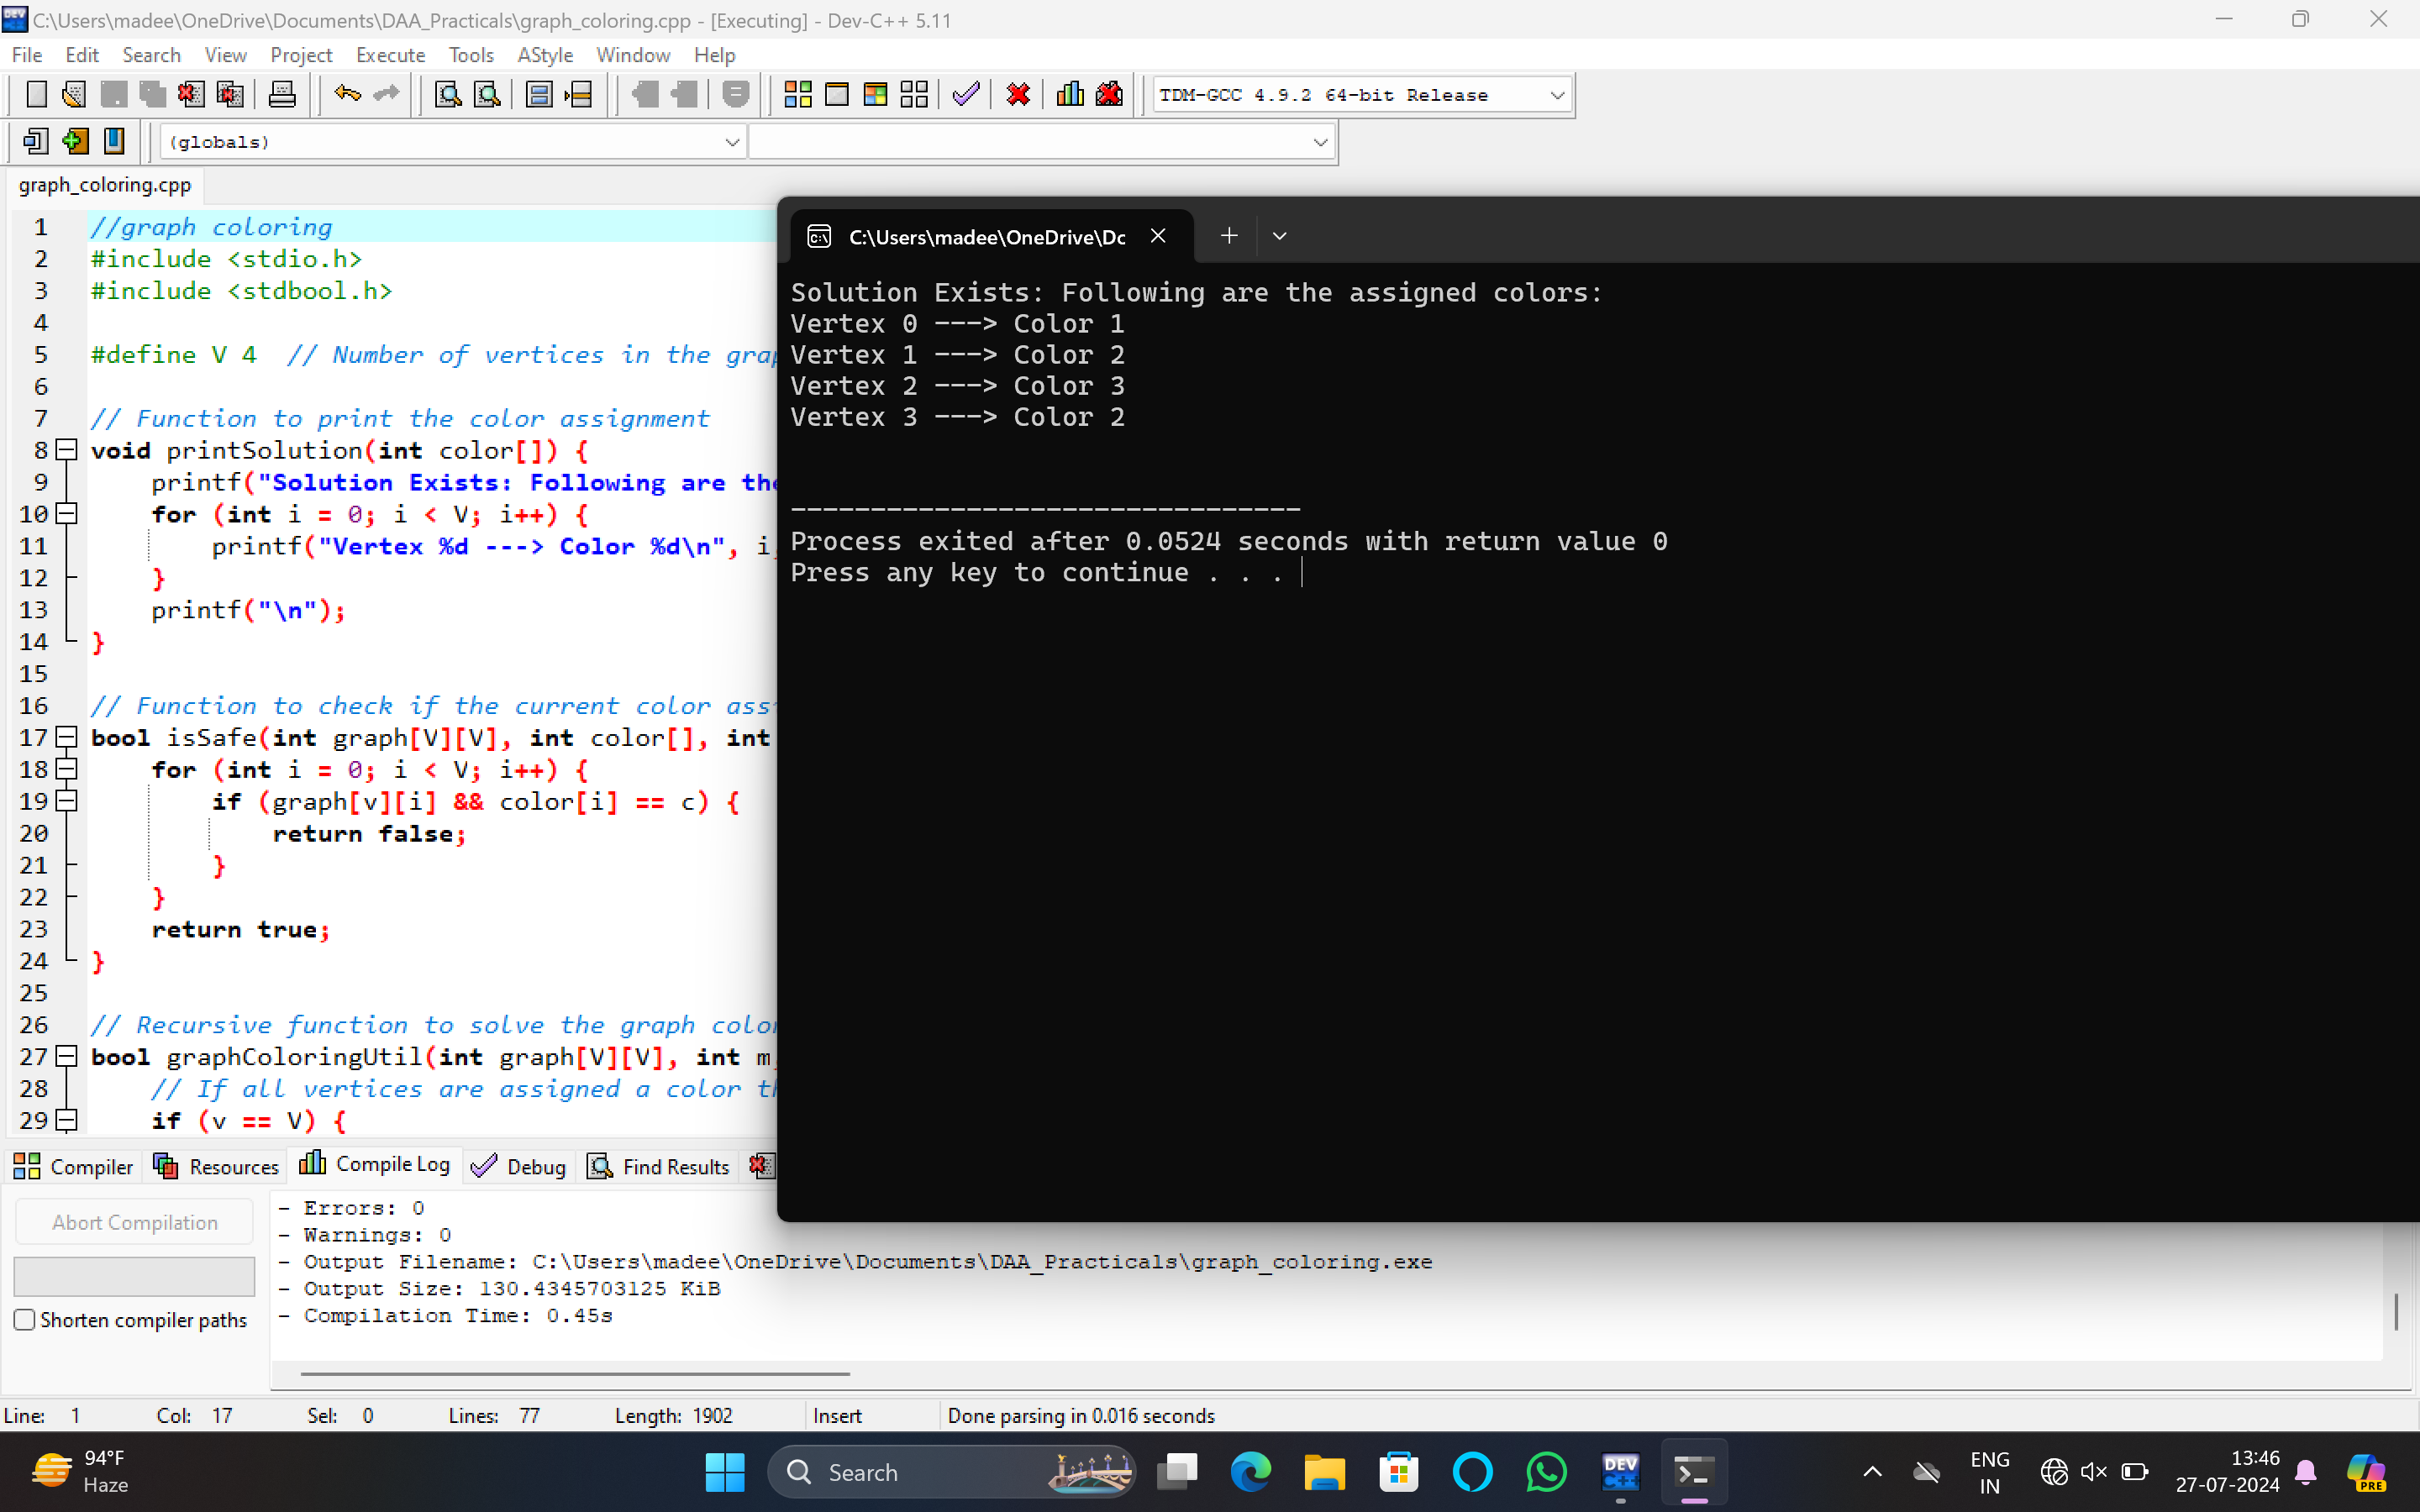 C:\Users\madee\OneDrive\Documents\DAA_Practicals\graph_coloring.cpp - [Executing] - Dev-C++ 5.11
File Edit Search View Project Execute Tools AStyle Window Help
TDM-GCC 4.9.2 64-bit Release
(globals)
graph_coloring.cpp
1 //graph coloring
2 #include <stdio.h>
3 #include <stdbool.h>
4
5 #define V 4 // Number of vertices in the
6
7 // Function to print the color assignment
8 void printSolution(int color[]) {
9 printf("Solution Exists: Following are
10 for (int i = 0; i < V; i++) {
11 printf("Vertex %d ---> Color %d\n", i,
12 }
13 printf("\n");
14 }
15
16 // Function to check if the current color
17 bool isSafe(int graph[V][V], int color[], int
18 for (int i = 0; i < V; i++) {
19 if (graph[v][i] && color[i] == c) {
20 return false;
21 }
22 }
23 return true;
24 }
25
26 // Recursive function to solve the graph
27 bool graphColoringUtil(int graph[V][V], int m,
28 // If all vertices are assigned a color
29 if (v == V) {
C:\Users\madee\OneDrive\Dc
Solution Exists: Following are the assigned colors:
Vertex 0 ---> Color 1
Vertex 1 ---> Color 2
Vertex 2 ---> Color 3
Vertex 3 ---> Color 2
--------------------------------
Process exited after 0.0524 seconds with return value 0
Press any key to continue . . .
Compiler Resources Compile Log Debug Find Results
Abort Compilation
Shorten compiler paths
- Errors: 0
- Warnings: 0
- Output Filename: C:\Users\madee\OneDrive\Documents\DAA_Practicals\graph_coloring.exe
- Output Size: 130.4345703125 KiB
- Compilation Time: 0.45s
Line: 1 Col: 17 Sel: 0 Lines: 77 Length: 1902 Insert Done parsing in 0.016 seconds
94°F
Haze
Search
DEV
C++
ENG
IN
13:46
27-07-2024
PRE